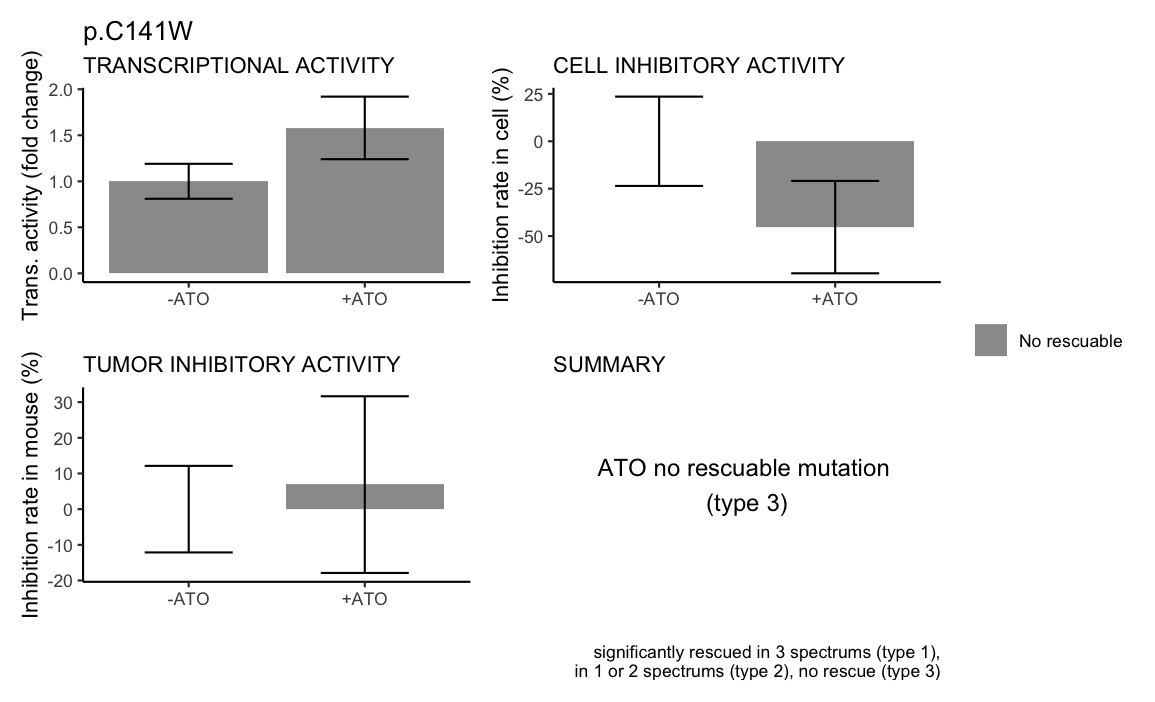 p.C141W
TRANSCRIPTIONAL ACTIVITY
Trans. activity (fold change)
2.0
1.5
1.0
0.5
0.0
-ATO
+ATO
CELL INHIBITORY ACTIVITY
Inhibition rate in cell (%)
25
0
-25
-50
-ATO
+ATO
No rescuable
TUMOR INHIBITORY ACTIVITY
Inhibition rate in mouse (%)
30
20
10
0
-10
-20
-ATO
+ATO
SUMMARY
ATO no rescuable mutation
(type 3)
significantly rescued in 3 spectrums (type 1),
in 1 or 2 spectrums (type 2), no rescue (type 3)